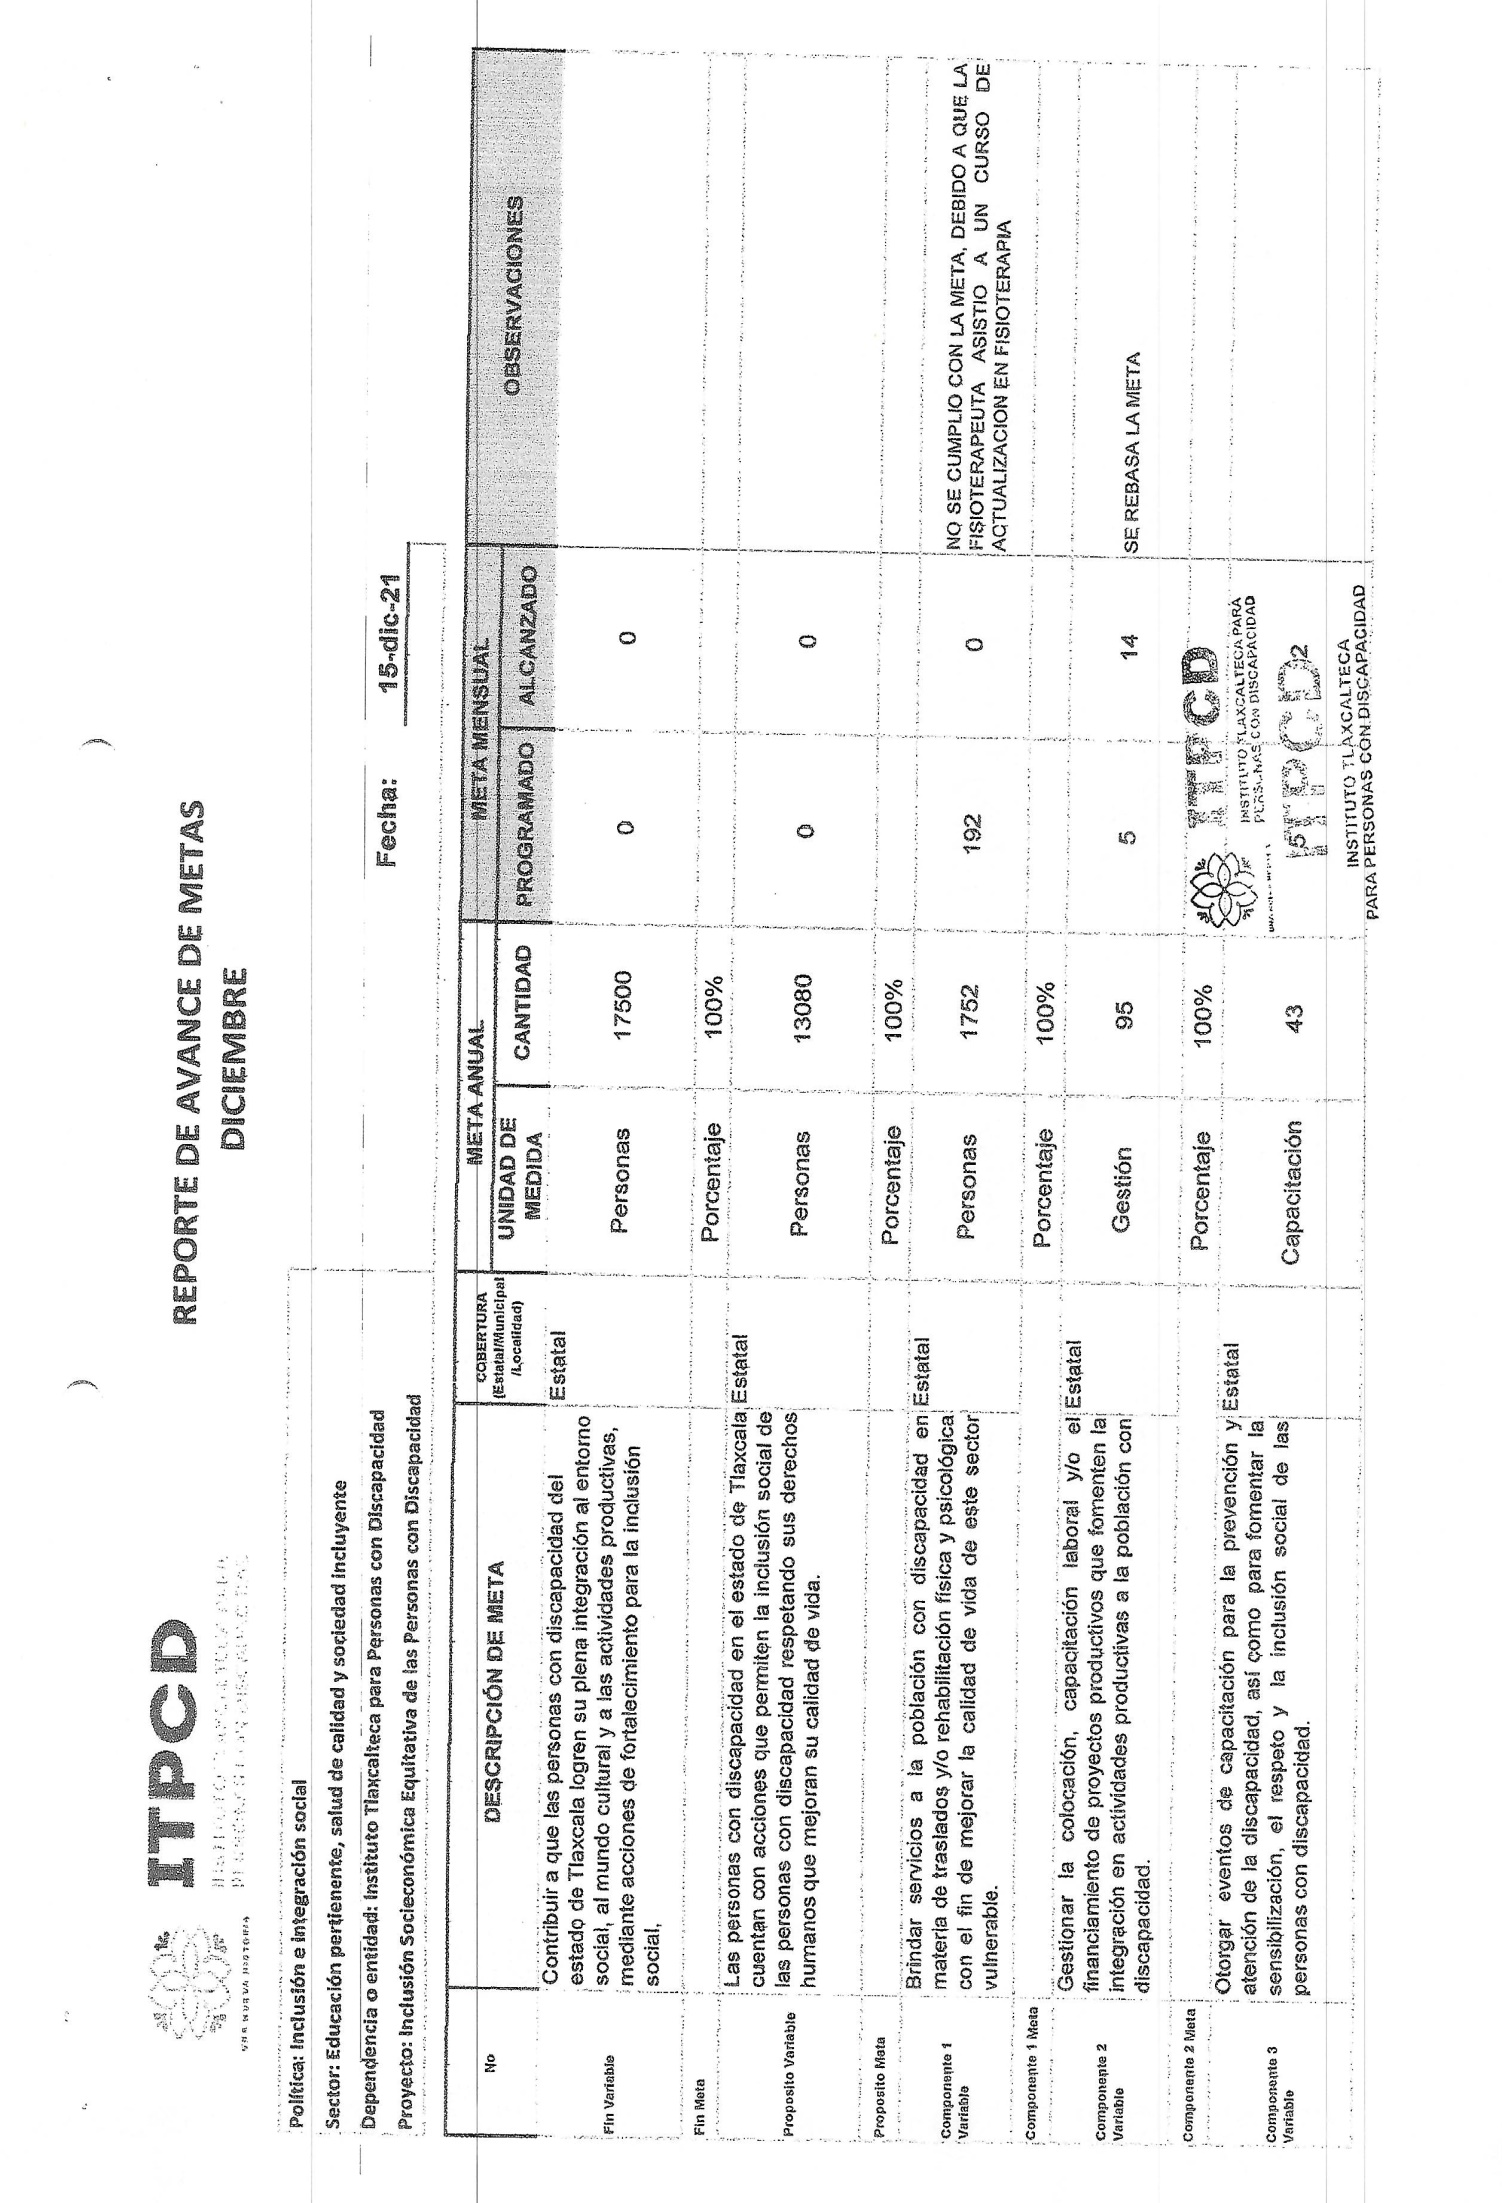 ITPCD
UNA NUEVA HISTORIA
REPORTE DE AVANCE DE METAS
DICIEMBRE
Política: Inclusión e Integración social
Sector: Educación pertienente, salud de calidad y sociedad incluyente
Dependencia o entidad: Instituto Tlaxcalteca para Personas con Discapacidad
Proyecto: Inclusión Socieconómica Equitativa de las Personas con Discapacidad
Fecha: 15-dic-21
No
DESCRIPCIÓN DE META
COBERTURA
(Estatal/Municipal
/Localidad)
META ANUAL
UNIDAD DE
MEDIDA
CANTIDAD
META MENSUAL
PROGRAMADO
ALCANZADO
OBSERVACIONES
Fin Variable
Contribuir a que las personas con discapacidad del
estado de Tlaxcala logren su plena integración al entorno
social, al mundo cultural y a las actividades productivas,
mediante acciones de fortalecimiento para la inclusión
social,
Estatal
Personas
17500
0
0
Fin Meta
Porcentaje
100%
Proposito Variable
Las personas con discapacidad en el estado de Tlaxcala
cuentan con acciones que permiten la inclusión social de
las personas con discapacidad respetando sus derechos
humanos que mejoran su calidad de vida.
Estatal
Personas
13080
0
0
Proposito Meta
Porcentaje
100%
Componente 1
Variable
Brindar servicios a la población con discapacidad en
materia de traslados y/o rehabilitación física y psicológica
con el fin de mejorar la calidad de vida de este sector
vulnerable.
Estatal
Personas
1752
192
0
NO SE CUMPLIO CON LA META, DEBIDO A QUE LA
FISIOTERAPEUTA ASISTIO A UN CURSO DE
ACTUALIZACION EN FISIOTERAPIA
Componente 1 Meta
Porcentaje
100%
Componente 2
Variable
Gestionar la colocación, capacitación laboral y/o el
financiamiento de proyectos productivos que fomenten la
integración en actividades productivas a la población con
discapacidad.
Estatal
Gestión
95
5
14
SE REBASA LA META
Componente 2 Meta
Porcentaje
100%
Componente 3
Variable
Otorgar eventos de capacitación para la prevención y
atención de la discapacidad, así como para fomentar la
sensibilización, el respeto y la inclusión social de las
personas con discapacidad.
Estatal
Capacitación
43
5
2
ITPCD
INSTITUTO TLAXCALTECA PARA
PERSONAS CON DISCAPACIDAD
ITPCD
INSTITUTO TLAXCALTECA
PARA PERSONAS CON DISCAPACIDAD